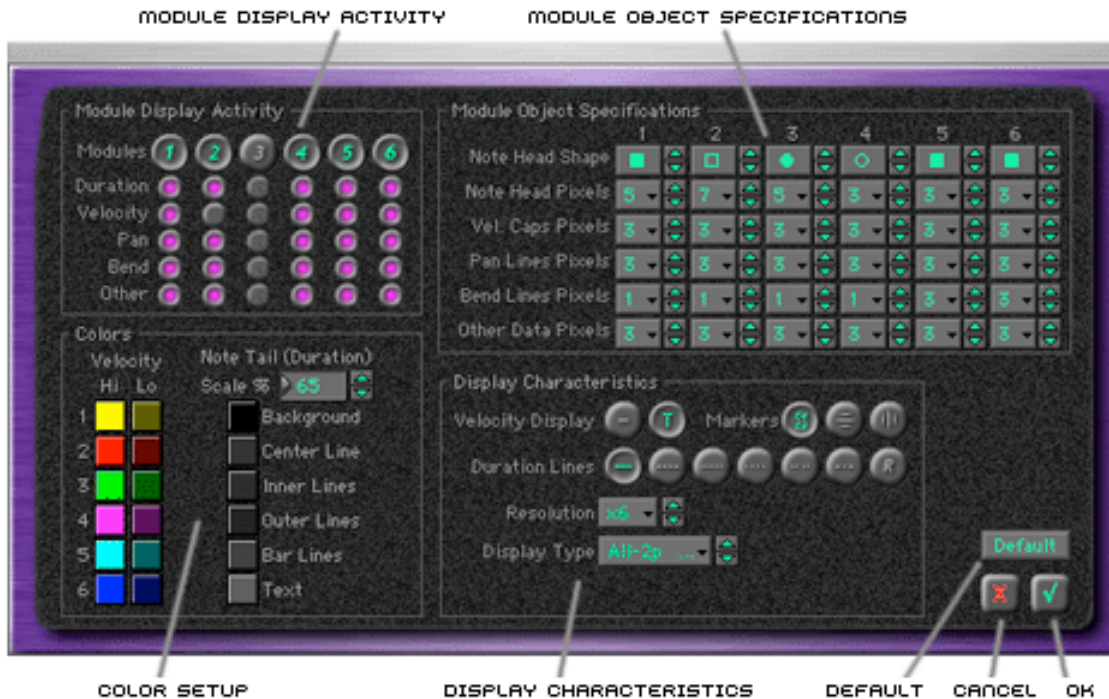 MODULE DISPLAY ACTIVITY MODULE OBJECT SPECIFICATIONS
Module Display Activity
Modules 1 2 3 4 5 6
Duration
Velocity
Pan
Bend
Other
Module Object Specifications
1 2 3 4 5 6
Note Head Shape
Note Head Pixels 5 7 5 3 3 3
Vel. Caps Pixels 3 3 3 3 3 3
Pan Lines Pixels 3 3 3 3 3 3
Bend Lines Pixels 1 1 1 1 3 3
Other Data Pixels 3 3 3 3 3 3
Colors
Velocity
Hi Lo
Note Tail (Duration)
Scale % 65
1
2
3
4
5
6
Background
Center Line
Inner Lines
Outer Lines
Bar Lines
Text
Display Characteristics
Velocity Display - T Markers
Duration Lines R
Resolution x6
Display Type All-2p ...
Default
X √
COLOR SETUP DISPLAY CHARACTERISTICS DEFAULT CANCEL OK